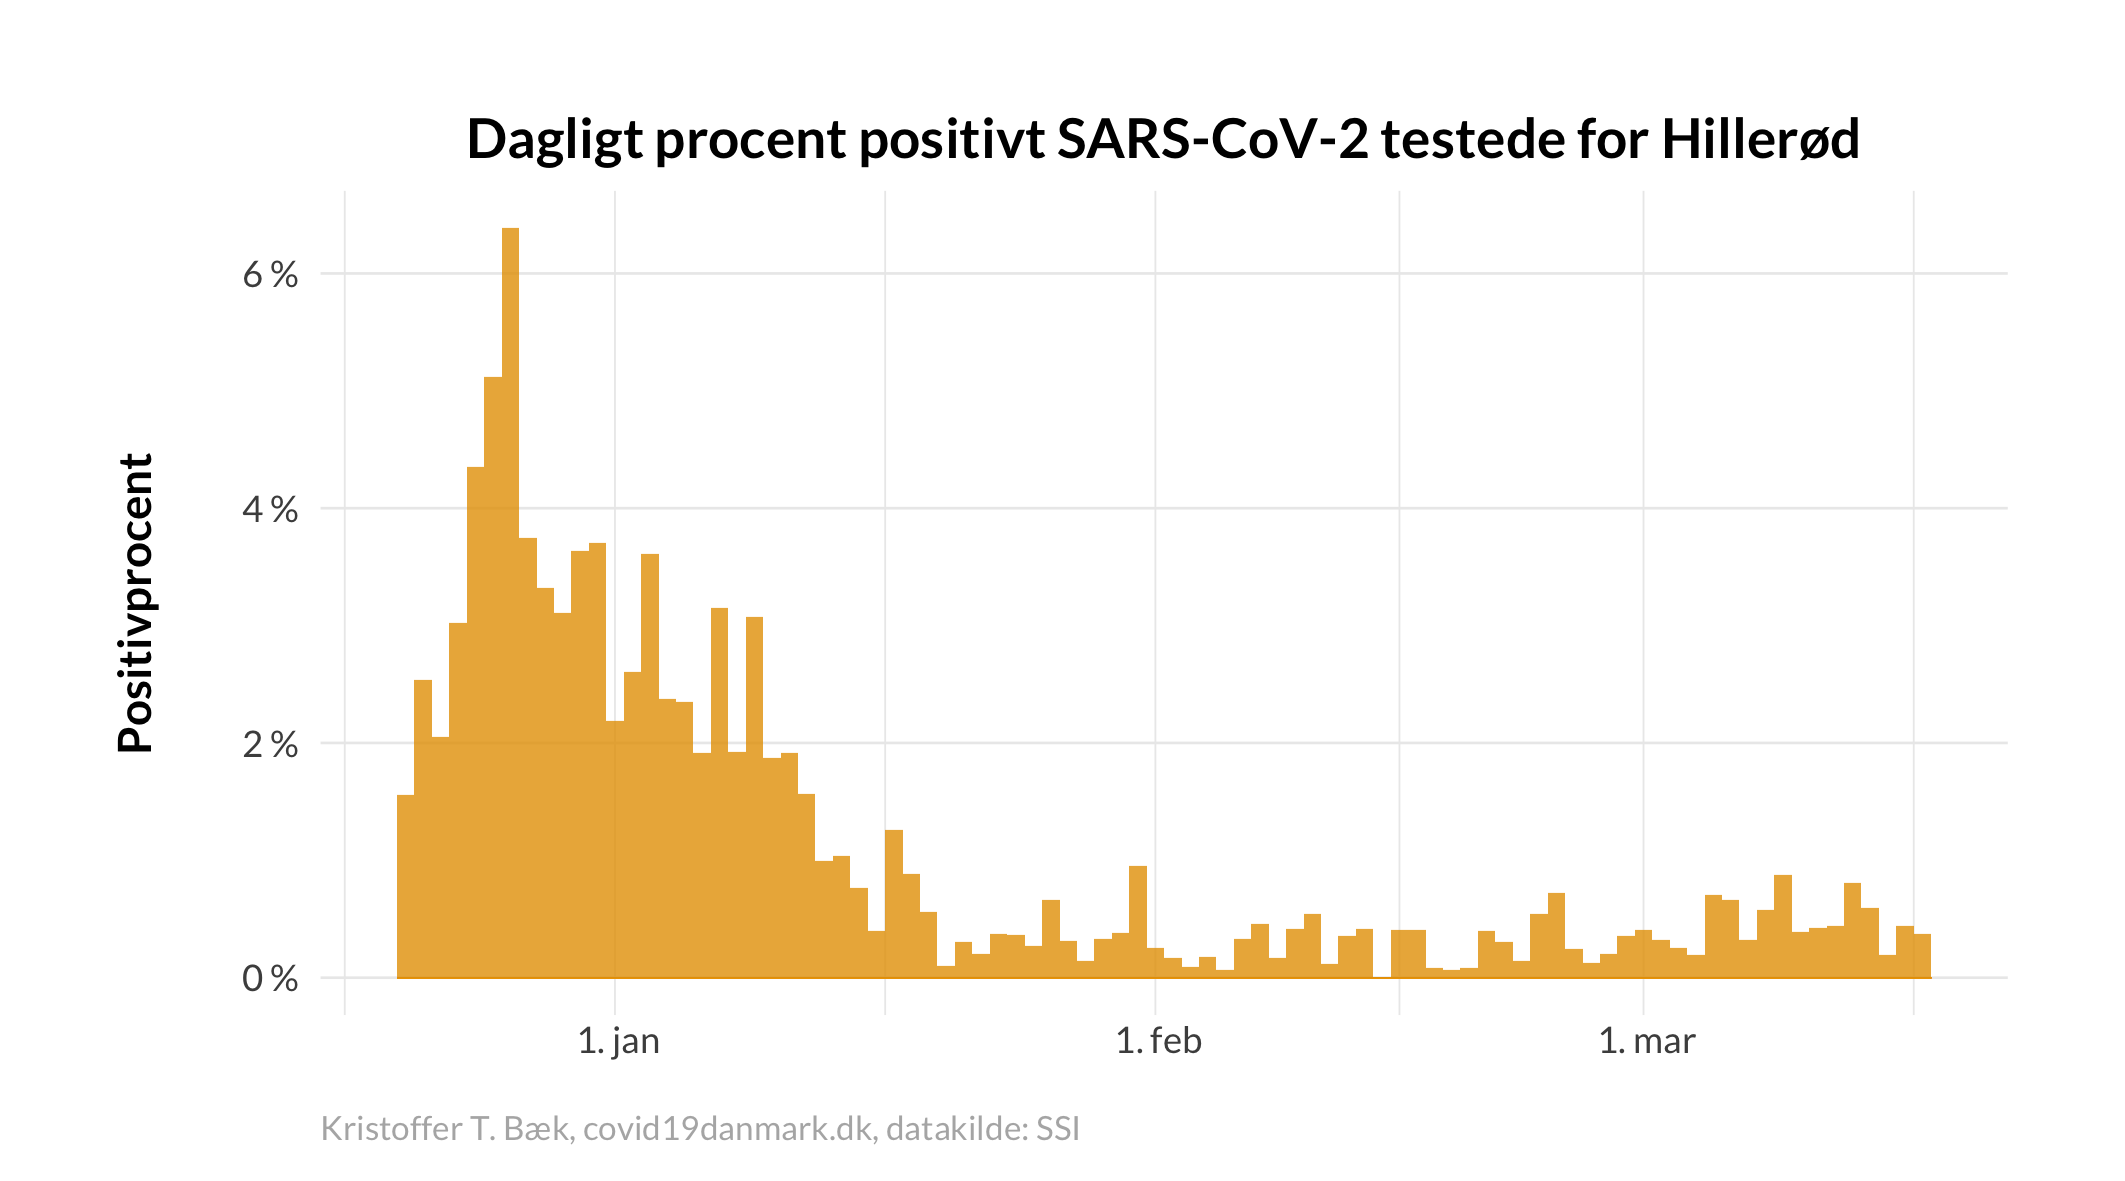 Dagligt procent positivt SARS-CoV-2 testede for Hillerød
Positivprocent
6 %
4 %
2 %
0 %
1. jan
1. feb
1. mar
Kristoffer T. Bæk, covid19danmark.dk, datakilde: SSI